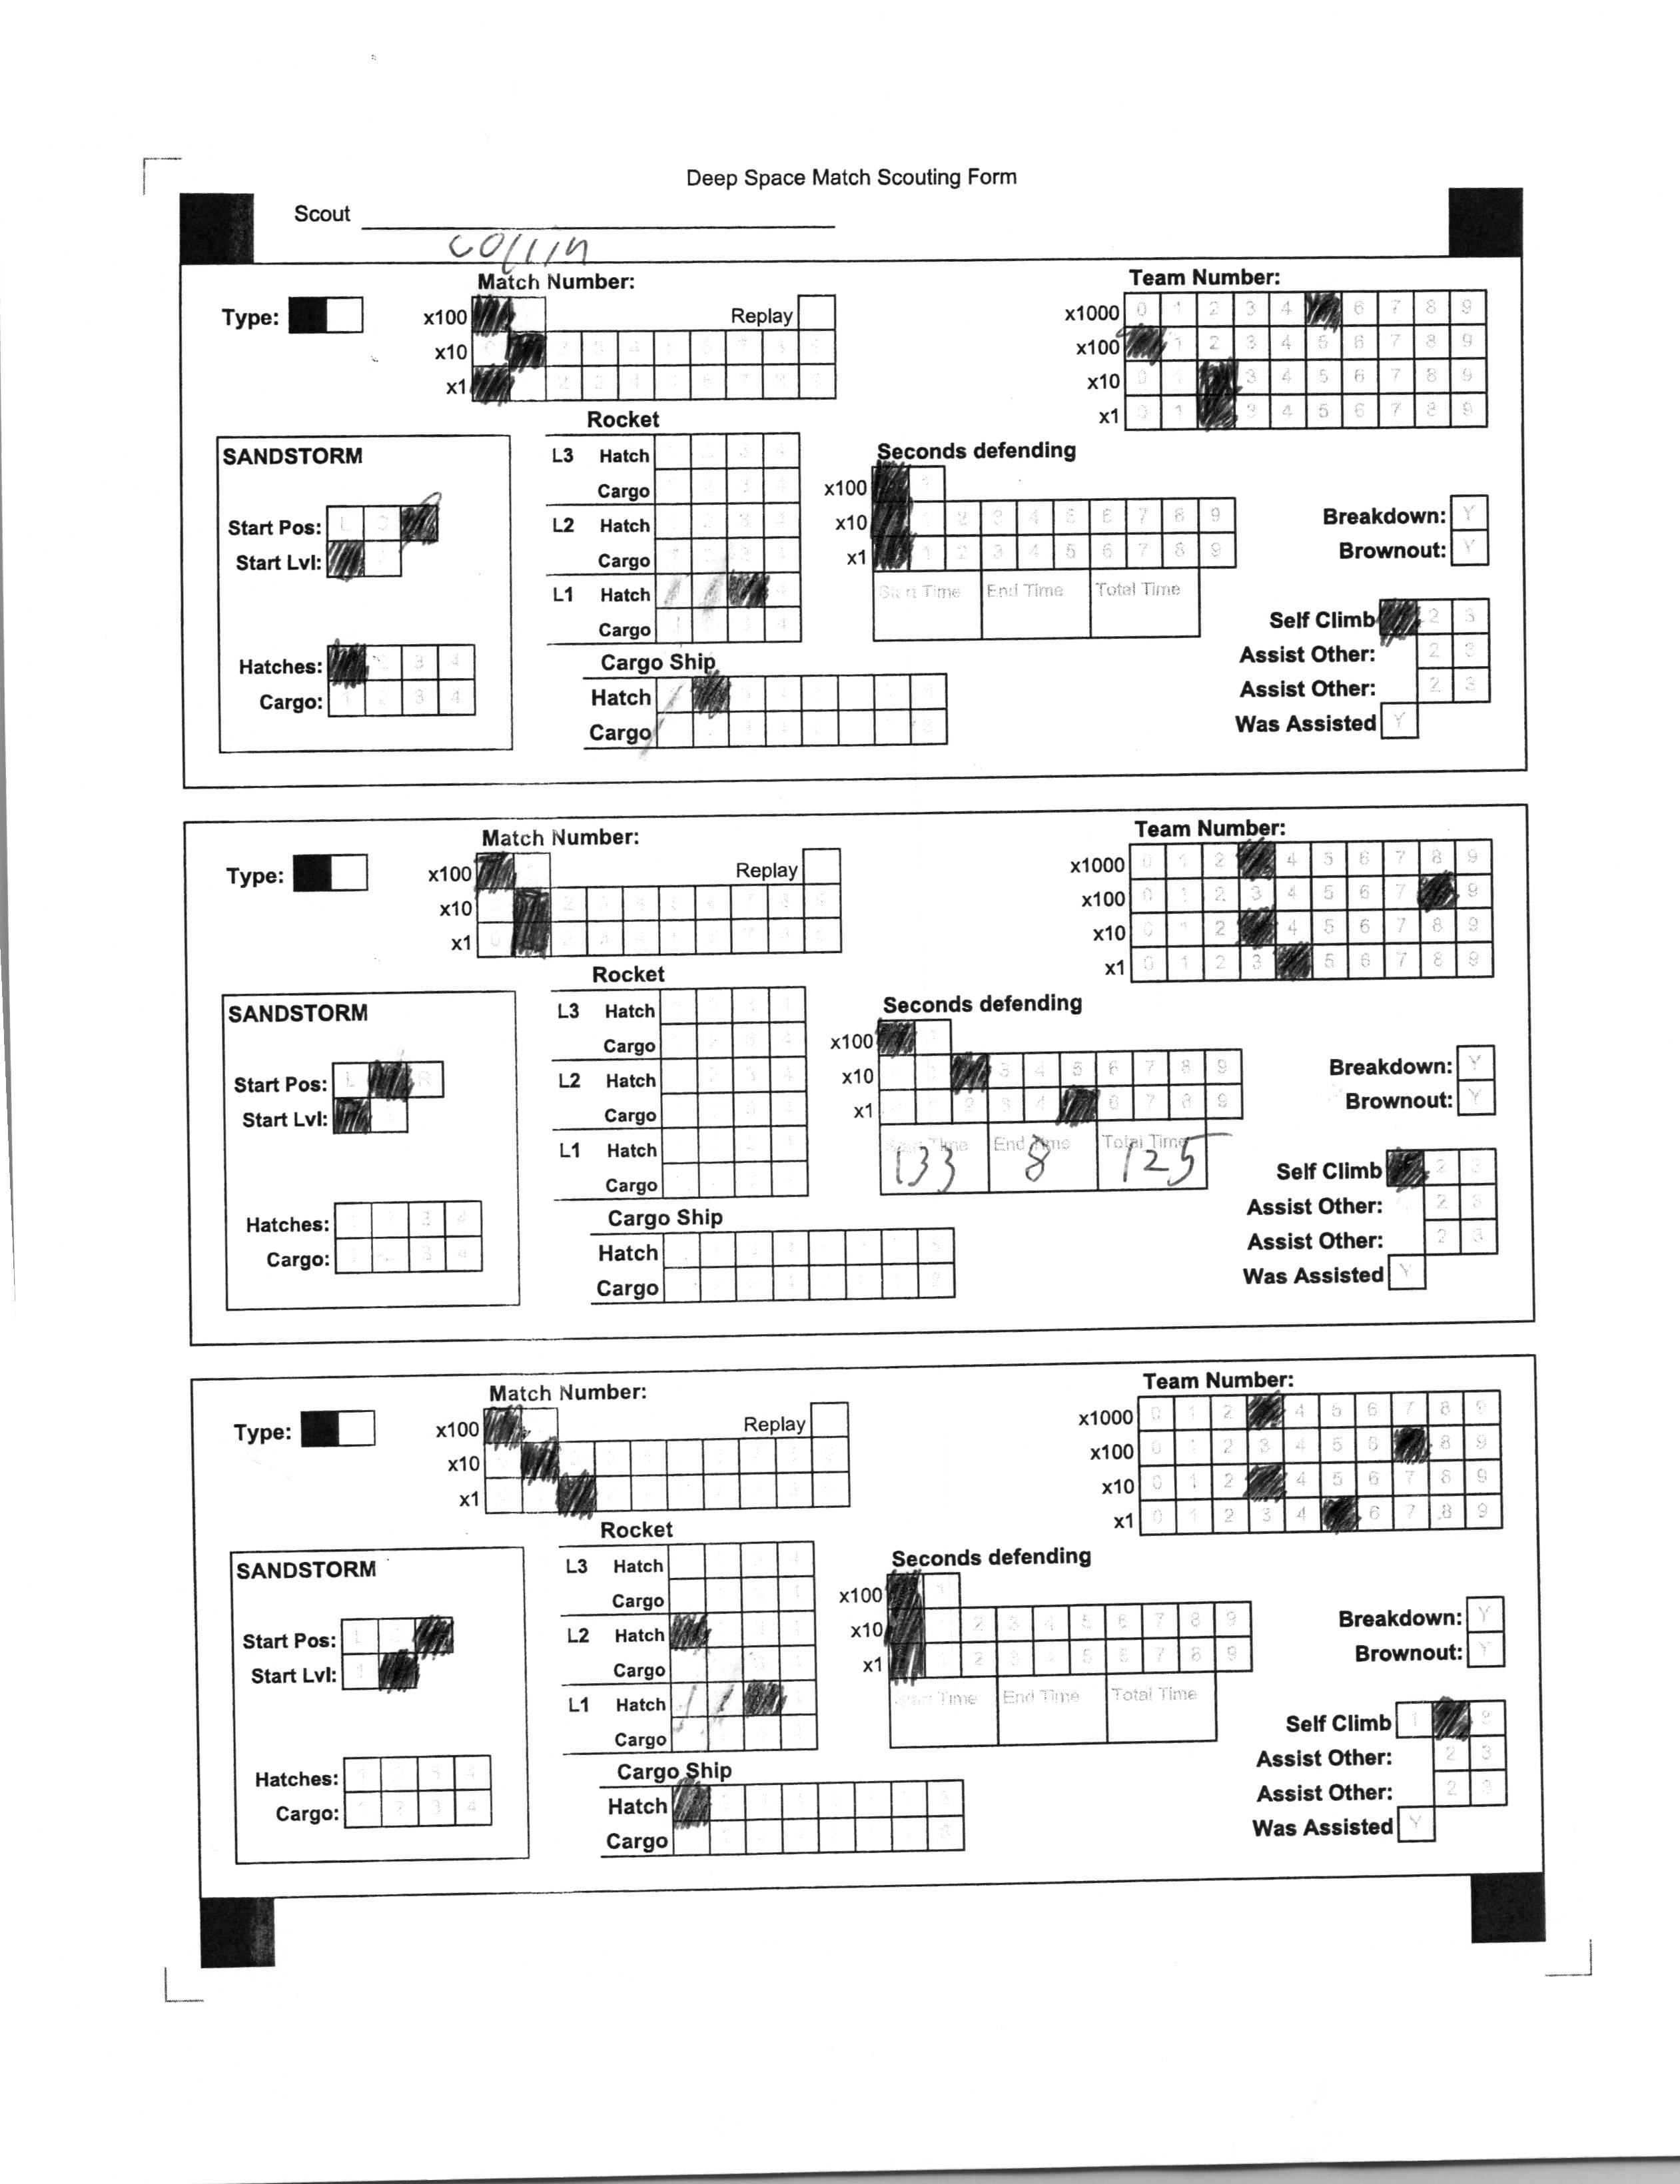 Deep Space Match Scouting Form
Scout Collin
Match Number: Team Number:
Type: x100 Replay x1000 0 1 2 3 4 6 7 8 9
x10 x100 1 2 3 4 5 6 7 8 9
x1 x10 0 3 4 5 6 7 8 9
x1 0 1 3 4 5 6 7 8 9
Rocket
SANDSTORM L3 Hatch Seconds defending
Cargo x100
Start Pos: L L2 Hatch x10 2 3 4 5 6 7 8 9 Breakdown: Y
Start Lvl: Cargo x1 1 2 3 4 5 6 7 8 9 Brownout: Y
L1 Hatch Start Time End Time Total Time
Cargo Self Climb 2 3
Hatches: 3 4 Cargo Ship Assist Other: 2 3
Cargo: 1 2 3 4 Hatch Assist Other: 2 3
Cargo Was Assisted Y
Match Number: Team Number:
Type: x100 Replay x1000 0 1 2 4 5 6 7 8 9
x10 x100 0 1 2 3 4 5 6 7 9
x1 x10 0 1 2 4 5 6 7 8 9
x1 0 1 2 3 5 6 7 8 9
Rocket
SANDSTORM L3 Hatch Seconds defending
Cargo x100
Start Pos: L R L2 Hatch x10 3 4 5 6 7 8 9 Breakdown: Y
Start Lvl: Cargo x1 2 3 4 6 7 8 9 Brownout: Y
L1 Hatch Start Time End Time Total Time
133 8 125
Cargo Self Climb 2 3
Hatches: 3 4 Cargo Ship Assist Other: 2 3
Cargo: 3 4 Hatch Assist Other: 2 3
Cargo Was Assisted Y
Match Number: Team Number:
Type: x100 Replay x1000 0 1 2 4 5 6 7 8 9
x10 x100 0 1 2 3 4 5 6 8 9
x1 x10 0 1 2 4 5 6 7 8 9
x1 0 1 2 3 4 6 7 8 9
Rocket
SANDSTORM L3 Hatch Seconds defending
Cargo x100
Start Pos: L2 Hatch x10 2 3 4 5 6 7 8 9 Breakdown: Y
Start Lvl: Cargo x1 2 3 4 5 6 7 8 9 Brownout: Y
L1 Hatch Start Time End Time Total Time
Cargo Self Climb 1 3
Hatches: 1 2 3 4 Cargo Ship Assist Other: 2 3
Cargo: 1 2 3 4 Hatch Assist Other: 2 3
Cargo Was Assisted Y